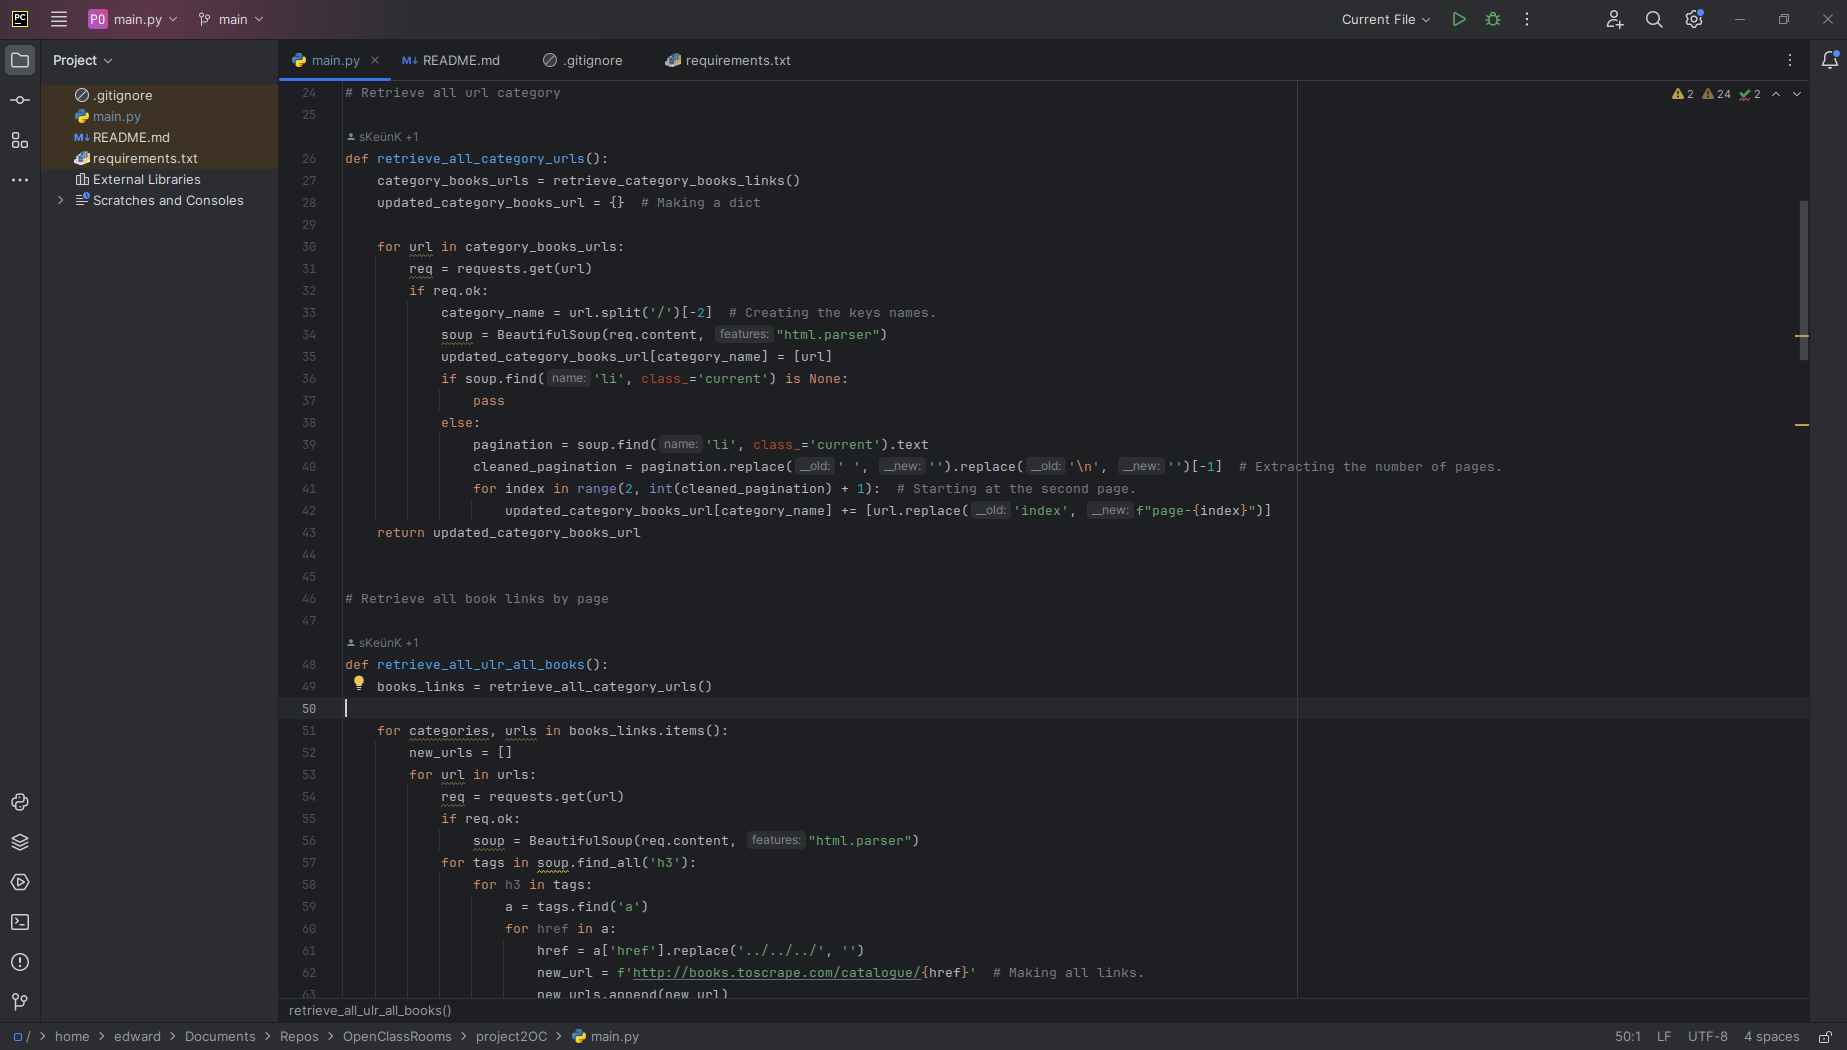 PC PO main.py main Current File
Project
.gitignore
main.py
M↓ README.md
requirements.txt
External Libraries
Scratches and Consoles
main.py M↓ README.md .gitignore requirements.txt
2 24 2
24 # Retrieve all url category
25
sKeünK +1
26 def retrieve_all_category_urls():
27 category_books_urls = retrieve_category_books_links()
28 updated_category_books_url = {} # Making a dict
29
30 for url in category_books_urls:
31 req = requests.get(url)
32 if req.ok:
33 category_name = url.split('/')[-2] # Creating the keys names.
34 soup = BeautifulSoup(req.content, features: "html.parser")
35 updated_category_books_url[category_name] = [url]
36 if soup.find( name: 'li', class_='current') is None:
37 pass
38 else:
39 pagination = soup.find( name: 'li', class_='current').text
40 cleaned_pagination = pagination.replace( __old: ' ', __new: '').replace( __old: '\n', __new: '')[-1] # Extracting the number of pages.
41 for index in range(2, int(cleaned_pagination) + 1): # Starting at the second page.
42 updated_category_books_url[category_name] += [url.replace( __old: 'index', __new: f"page-{index}")]
43 return updated_category_books_url
44
45
46 # Retrieve all book links by page
47
sKeünK +1
48 def retrieve_all_ulr_all_books():
49 books_links = retrieve_all_category_urls()
50
51 for categories, urls in books_links.items():
52 new_urls = []
53 for url in urls:
54 req = requests.get(url)
55 if req.ok:
56 soup = BeautifulSoup(req.content, features: "html.parser")
57 for tags in soup.find_all('h3'):
58 for h3 in tags:
59 a = tags.find('a')
60 for href in a:
61 href = a['href'].replace('../../../', '')
62 new_url = f'http://books.toscrape.com/catalogue/{href}' # Making all links.
63 new_urls.append(new_url)
retrieve_all_ulr_all_books()
/ > home > edward > Documents > Repos > OpenClassRooms > project2OC > main.py 50:1 LF UTF-8 4 spaces